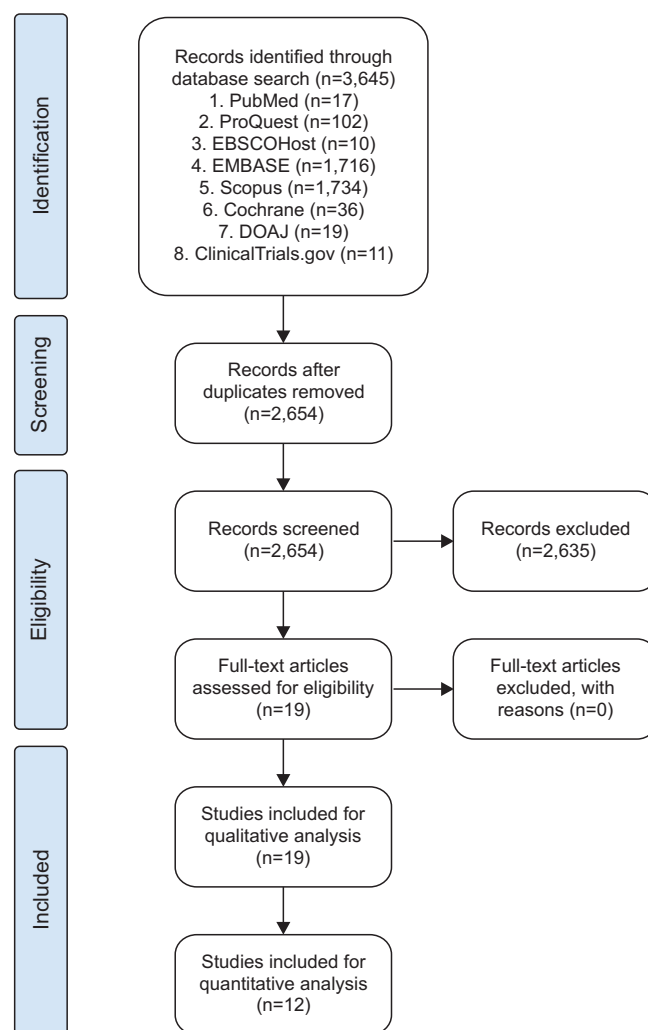 Identification
Records identified through
database search (n=3,645)
1. PubMed (n=17)
2. ProQuest (n=102)
3. EBSCOHost (n=10)
4. EMBASE (n=1,716)
5. Scopus (n=1,734)
6. Cochrane (n=36)
7. DOAJ (n=19)
8. ClinicalTrials.gov (n=11)
Screening
Records after
duplicates removed
(n=2,654)
Eligibility
Records screened
(n=2,654)
Records excluded
(n=2,635)
Full-text articles
assessed for eligibility
(n=19)
Full-text articles
excluded, with
reasons (n=0)
Included
Studies included for
qualitative analysis
(n=19)
Studies included for
quantitative analysis
(n=12)